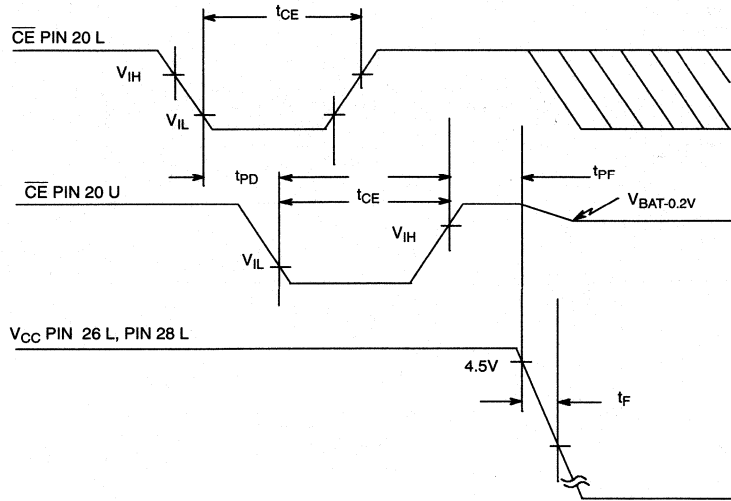 tCE
CE PIN 20 L
VIH
VIL
tPD
tPF
CE PIN 20 U
tCE
VBAT-0.2V
VIH
VIL
VCC PIN 26 L, PIN 28 L
4.5V
tF